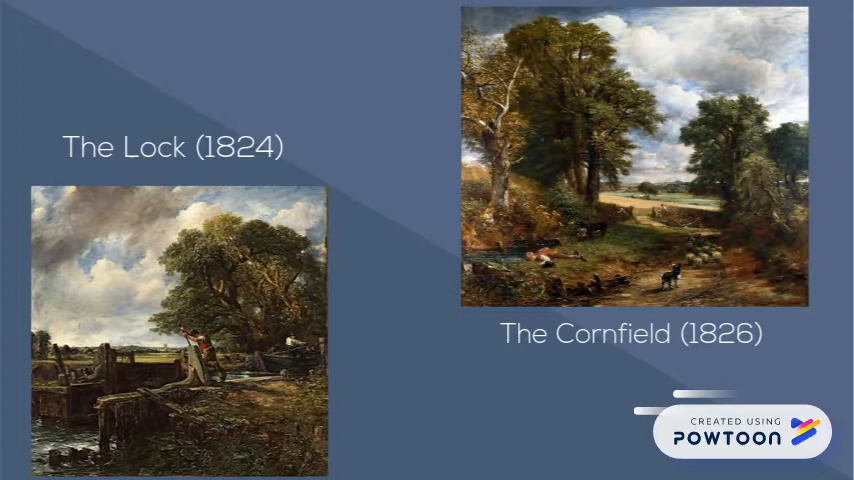 The Lock (1824)
The Cornfield (1826)
CREATED USING
POWTOON